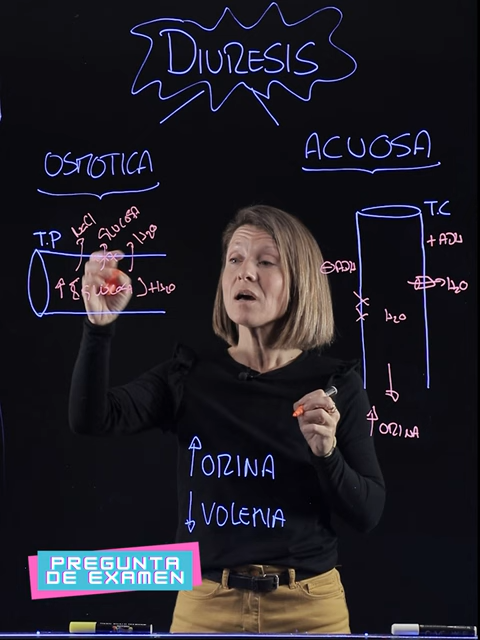 DIURESIS
OSMOTICA
ACUOSA
NaCl
GLUCOSA
H2O
T.P
T.C
+ ADH
⊖ADH
↑[GLUCOSA]
+H2O
→H2O
H2O
↑ORINA
↑ORINA
↓VOLEMIA
PREGUNTA
DE EXAMEN